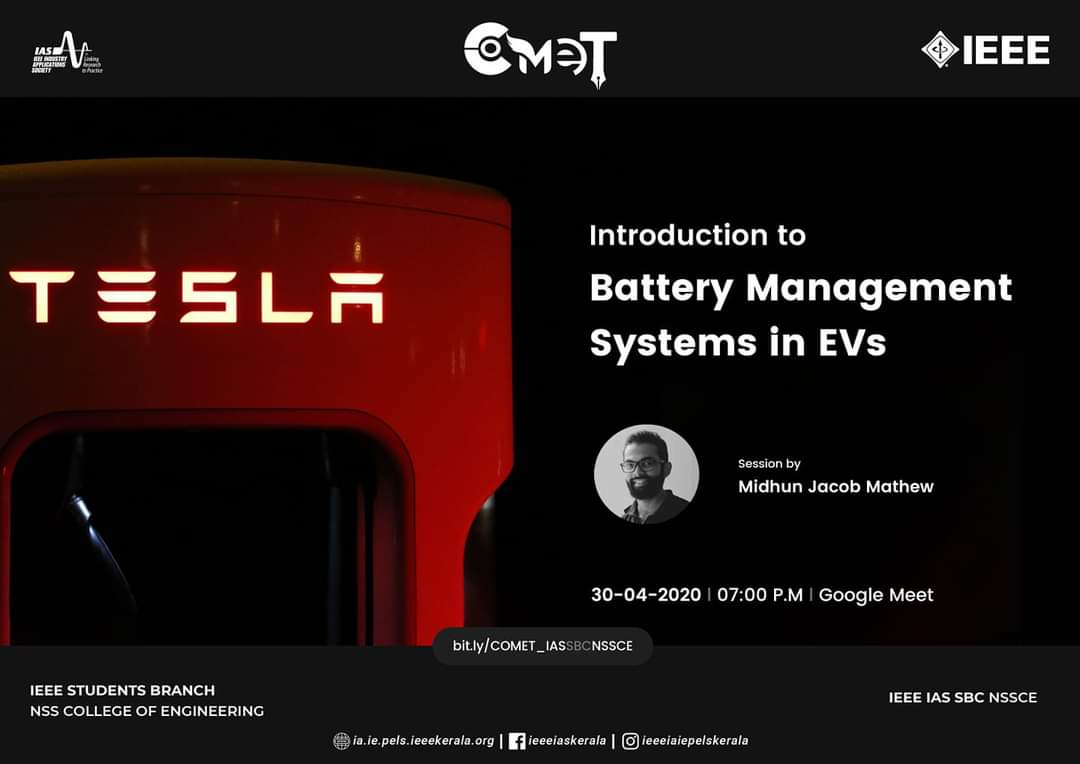 IAS
IEEE INDUSTRY
APPLICATIONS
SOCIETY
Linking
Research
to Practice
COMET
IEEE
TESLA
Introduction to
Battery Management
Systems in EVs
Session by
Midhun Jacob Mathew
30-04-2020 | 07:00 P.M | Google Meet
bit.ly/COMET_IASSBCNSSCE
IEEE STUDENTS BRANCH
NSS COLLEGE OF ENGINEERING
IEEE IAS SBC NSSCE
ia.ie.pels.ieeekerala.org | ieeeiaskerala | ieeeiaiepelskerala